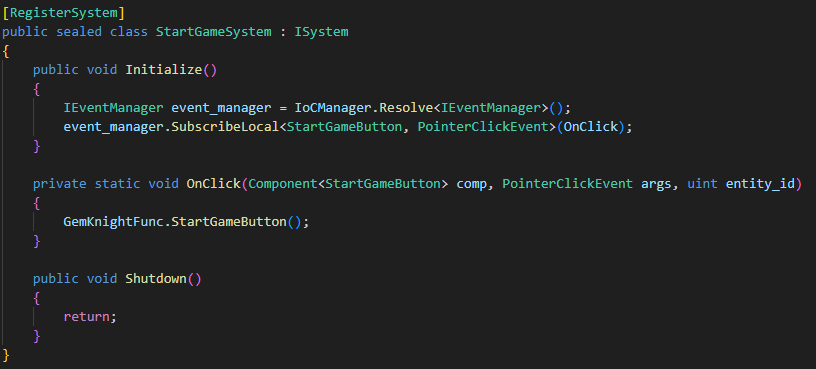 [RegisterSystem]
public sealed class StartGameSystem : ISystem
{
    public void Initialize()
    {
        IEventManager event_manager = IoCManager.Resolve<IEventManager>();
        event_manager.SubscribeLocal<StartGameButton, PointerClickEvent>(OnClick);
    }

    private static void OnClick(Component<StartGameButton> comp, PointerClickEvent args, uint entity_id)
    {
        GemKnightFunc.StartGameButton();
    }

    public void Shutdown()
    {
        return;
    }
}